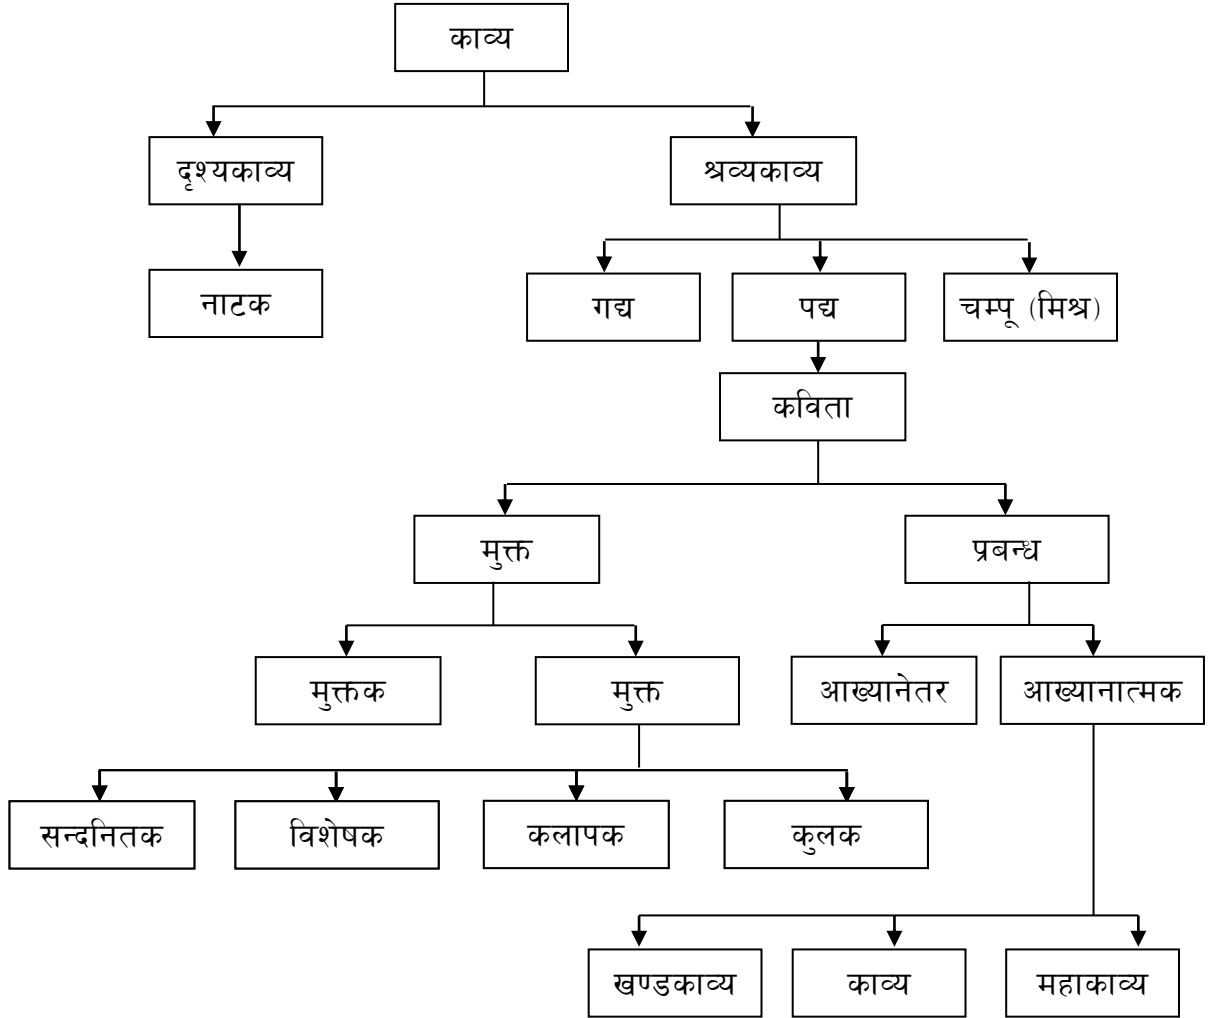 काव्य
दृश्यकाव्य
श्रव्यकाव्य
नाटक
गद्य
पद्य
चम्पू (मिश्र)
कविता
मुक्त
प्रबन्ध
मुक्तक
मुक्त
आख्यानेतर
आख्यानात्मक
सन्दनितक
विशेषक
कलापक
कुलक
खण्डकाव्य
काव्य
महाकाव्य